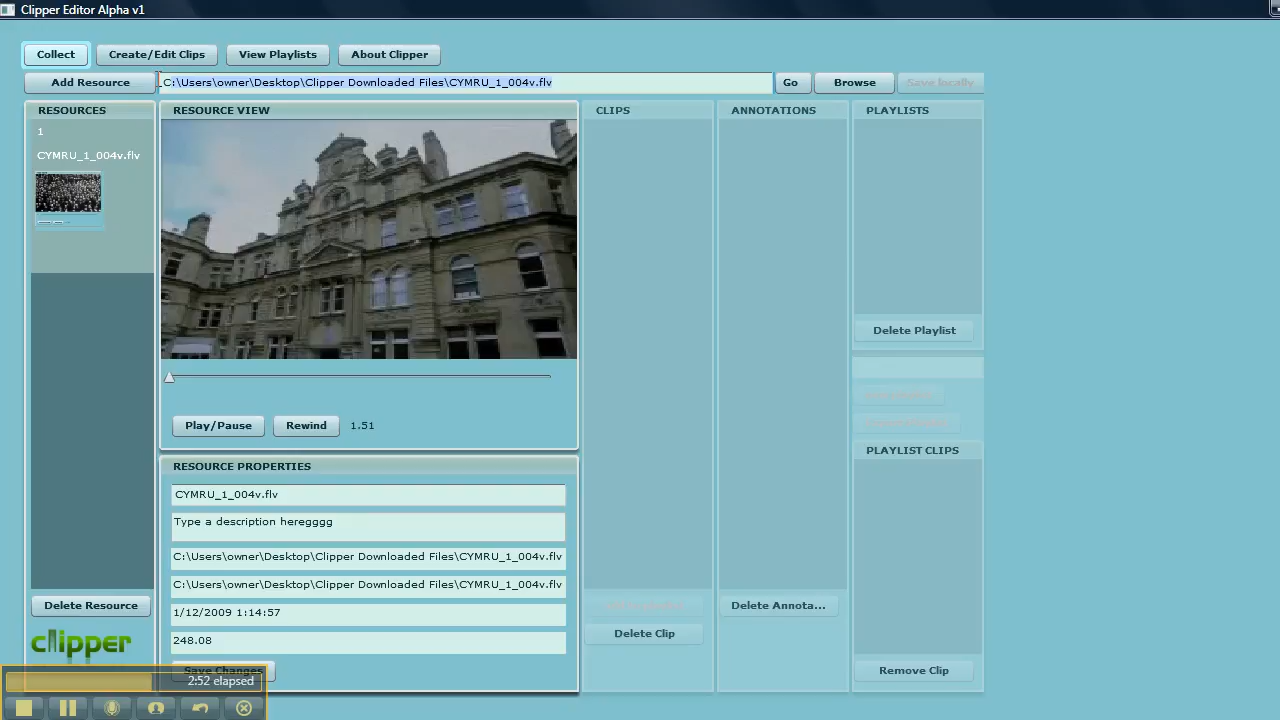 Clipper Editor Alpha v1
Collect
Create/Edit Clips
View Playlists
About Clipper
Add Resource
C:\Users\owner\Desktop\Clipper Downloaded Files\CYMRU_1_004v.flv
Go
Browse
Save locally
RESOURCES
RESOURCE VIEW
CLIPS
ANNOTATIONS
PLAYLISTS
1
CYMRU_1_004v.flv
Delete Playlist
Play/Pause
Rewind
1.51
PLAYLIST CLIPS
RESOURCE PROPERTIES
CYMRU_1_004v.flv
Type a description heregggg
C:\Users\owner\Desktop\Clipper Downloaded Files\CYMRU_1_004v.flv
C:\Users\owner\Desktop\Clipper Downloaded Files\CYMRU_1_004v.flv
1/12/2009 1:14:57
248.08
Save Changes
Delete Resource
Delete Annota...
Delete Clip
Remove Clip
clipper
2:52 elapsed